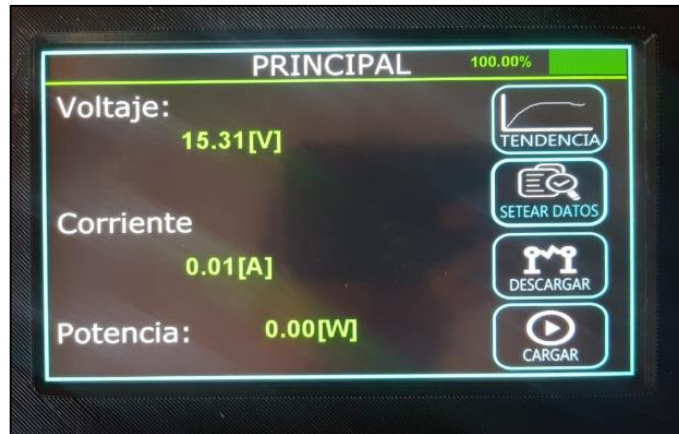 PRINCIPAL 100.00%
Voltaje:
15.31[V]
TENDENCIA
SETEAR DATOS
Corriente
0.01[A]
DESCARGAR
Potencia: 0.00[W]
CARGAR